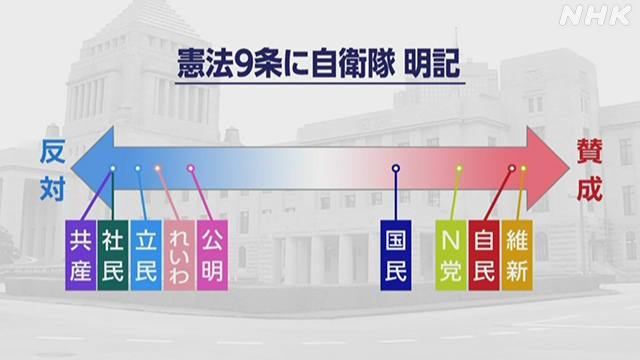 NHK
憲法9条に自衛隊 明記
反対
賛成
共産
社民
立民
れいわ
公明
国民
N党
自民
維新